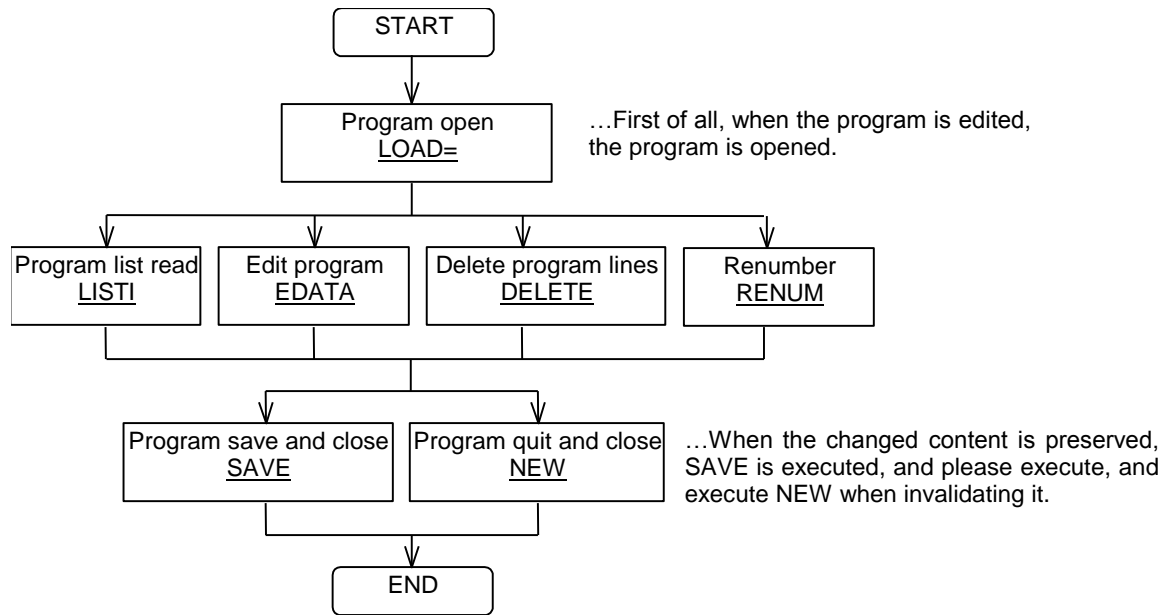 START
Program open
LOAD=
…First of all, when the program is edited,
the program is opened.
Program list read
LISTI
Edit program
EDATA
Delete program lines
DELETE
Renumber
RENUM
Program save and close
SAVE
Program quit and close
NEW
…When the changed content is preserved,
SAVE is executed, and please execute, and
execute NEW when invalidating it.
END